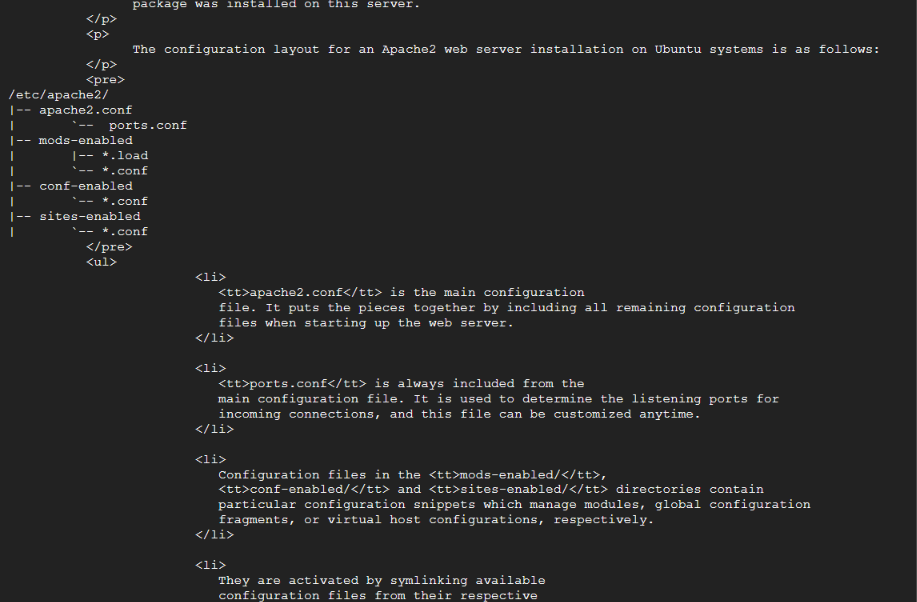 package was installed on this server.
</p>
<p>
The configuration layout for an Apache2 web server installation on Ubuntu systems is as follows:
</p>
<pre>
/etc/apache2/
|-- apache2.conf
|       `--  ports.conf
|-- mods-enabled
|       |-- *.load
|       `-- *.conf
|-- conf-enabled
|       `-- *.conf
|-- sites-enabled
|       `-- *.conf
</pre>
<ul>
<li>
<tt>apache2.conf</tt> is the main configuration
file. It puts the pieces together by including all remaining configuration
files when starting up the web server.
</li>
<li>
<tt>ports.conf</tt> is always included from the
main configuration file. It is used to determine the listening ports for
incoming connections, and this file can be customized anytime.
</li>
<li>
Configuration files in the <tt>mods-enabled/</tt>,
<tt>conf-enabled/</tt> and <tt>sites-enabled/</tt> directories contain
particular configuration snippets which manage modules, global configuration
fragments, or virtual host configurations, respectively.
</li>
<li>
They are activated by symlinking available
configuration files from their respective